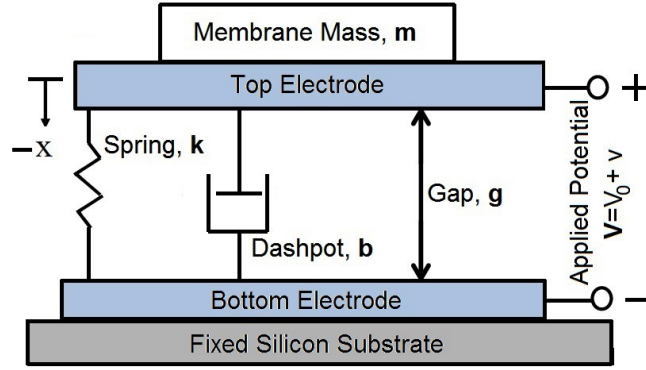 Membrane Mass, m
Top Electrode
+
−x
Spring, k
Gap, g
Dashpot, b
Applied Potential
V=V₀+v
Bottom Electrode
−
Fixed Silicon Substrate